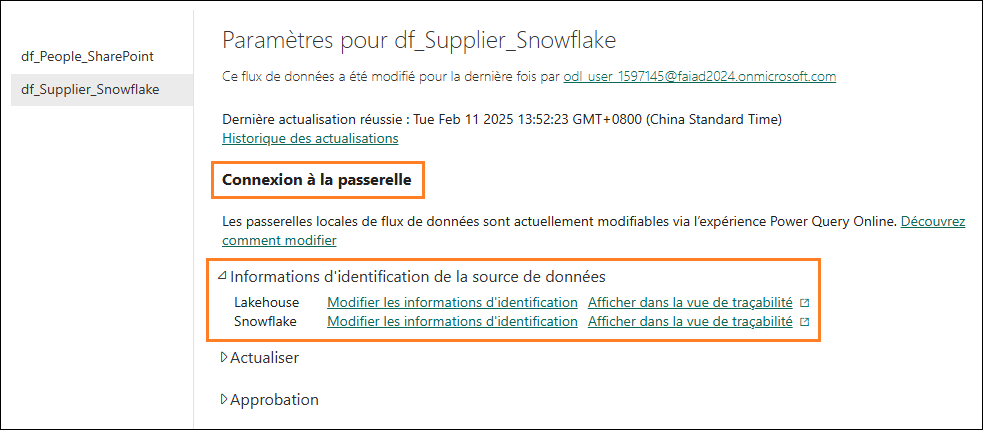 df_People_SharePoint
df_Supplier_Snowflake
Paramètres pour df_Supplier_Snowflake
Ce flux de données a été modifié pour la dernière fois par odl_user_1597145@faiad2024.onmicrosoft.com
Dernière actualisation réussie : Tue Feb 11 2025 13:52:23 GMT+0800 (China Standard Time)
Historique des actualisations
Connexion à la passerelle
Les passerelles locales de flux de données sont actuellement modifiables via l’expérience Power Query Online. Découvrez
comment modifier
Informations d'identification de la source de données
Lakehouse Modifier les informations d'identification Afficher dans la vue de traçabilité
Snowflake Modifier les informations d'identification Afficher dans la vue de traçabilité
Actualiser
Approbation